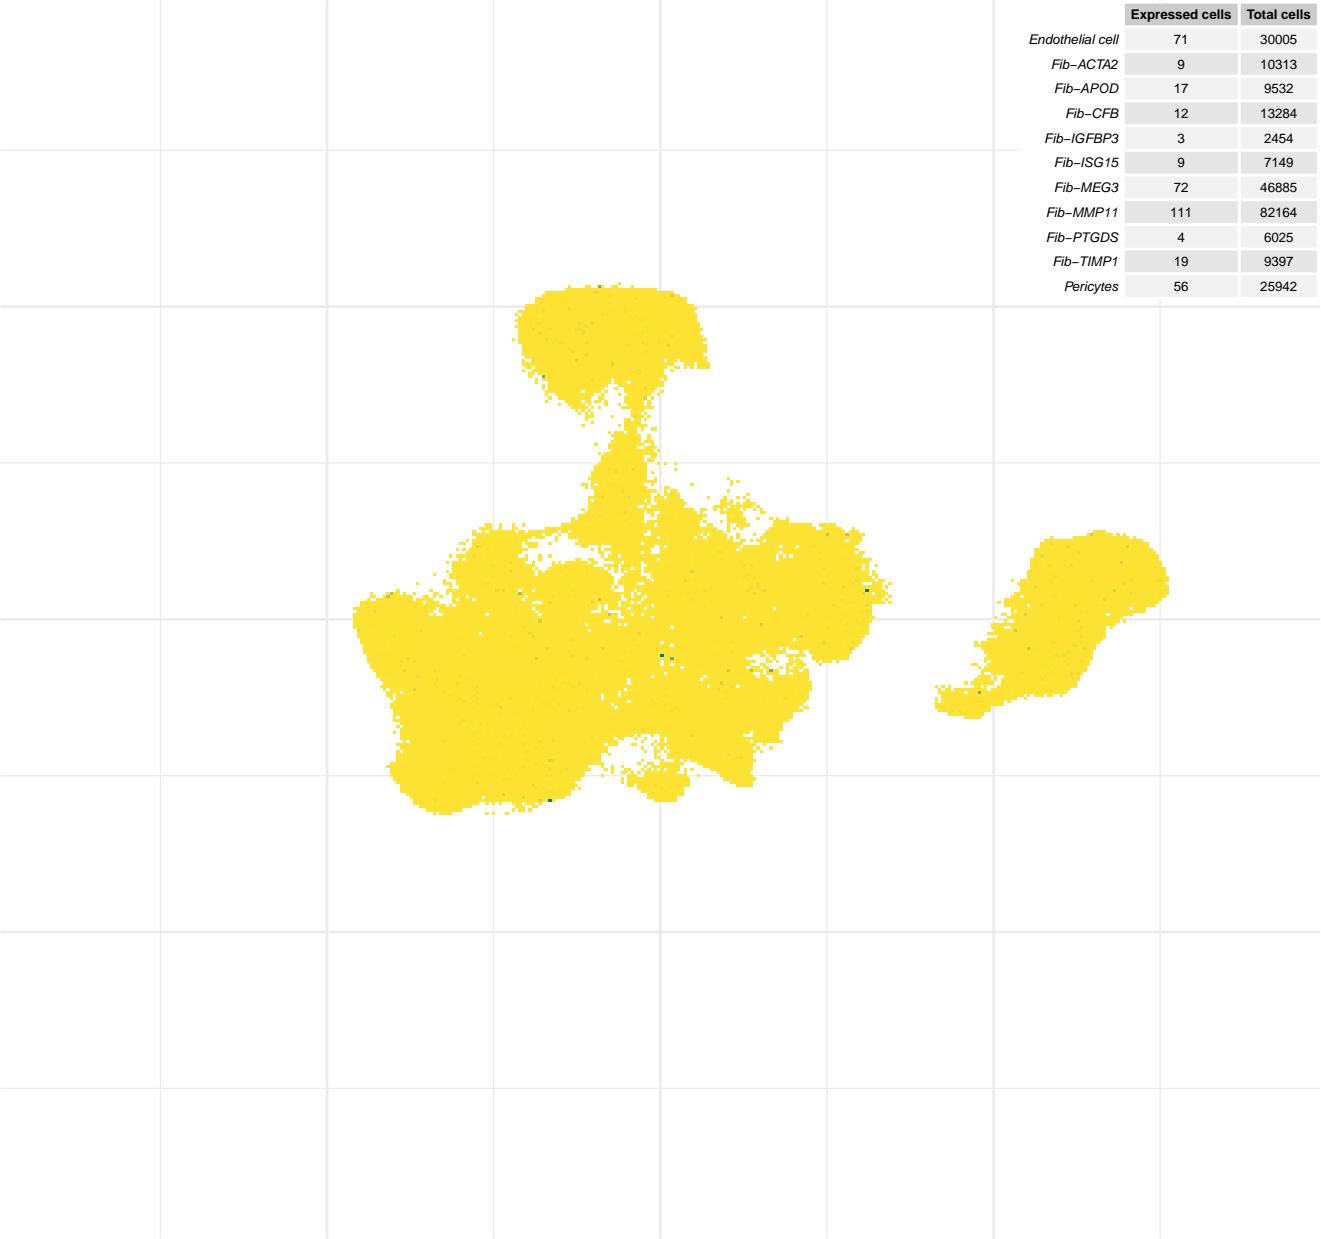 Expressed cells Total cells
Endothelial cell 71 30005
Fib−ACTA2 9 10313
Fib−APOD 17 9532
Fib−CFB 12 13284
Fib−IGFBP3 3 2454
Fib−ISG15 9 7149
Fib−MEG3 72 46885
Fib−MMP11 111 82164
Fib−PTGDS 4 6025
Fib−TIMP1 19 9397
Pericytes 56 25942